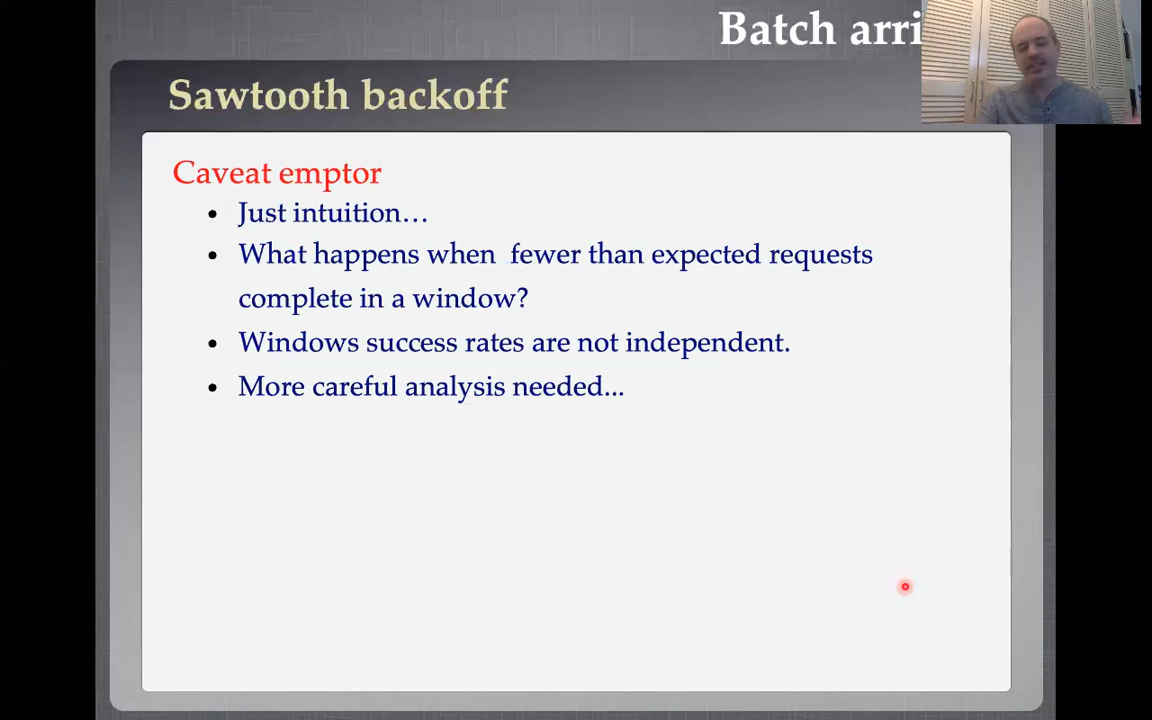 Batch arri
Sawtooth backoff
Caveat emptor
• Just intuition…
• What happens when fewer than expected requests
complete in a window?
• Windows success rates are not independent.
• More careful analysis needed...